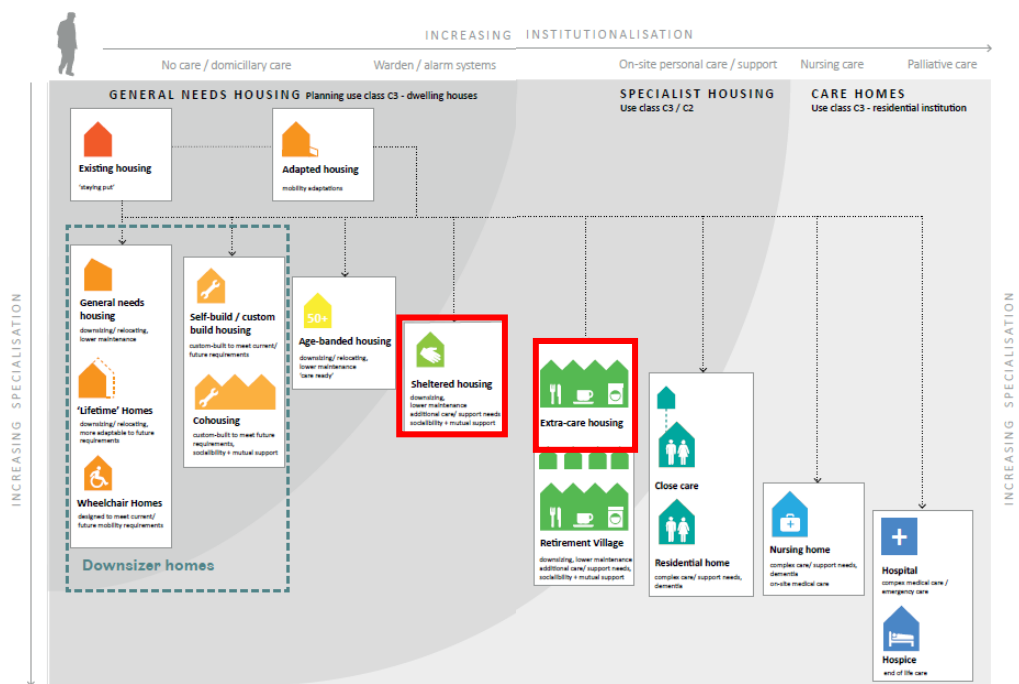 INCREASING INSTITUTIONALISATION
No care / domicillary care
Warden / alarm systems
On-site personal care / support
Nursing care
Palliative care
GENERAL NEEDS HOUSING Planning use class C3 - dwelling houses
SPECIALIST HOUSING
Use class C3 / C2
CARE HOMES
Use class C3 - residential institution
Existing housing
'staying put'
Adapted housing
mobility adaptations
General needs
housing
downsizing/ relocating,
lower maintenance
'Lifetime' Homes
downsizing/ relocating,
more adaptable to future
requirements
Wheelchair Homes
designed to meet current/
future mobility requirements
Self-build / custom
build housing
custom-built to meet current/
future requirements
Cohousing
custom-built to meet future
requirements,
socielibility + mutual support
Downsizer homes
50+
Age-banded housing
downsizing/ relocating,
lower maintenance
'care ready'
Sheltered housing
downsizing,
lower maintenance
additional care/ support needs
socielibility + mutual support
Extra-care housing
Retirement Village
downsizing, lower maintenance
additional care/ support needs,
socielibility + mutual support
Close care
Residential home
complex care/ support needs,
dementie
Nursing home
complex care/ support needs,
dementle
on-site medical care
Hospital
compex medical care /
emergency care
Hospice
end of life care
INCREASING SPECIALISATION
INCREASING SPECIALISATION